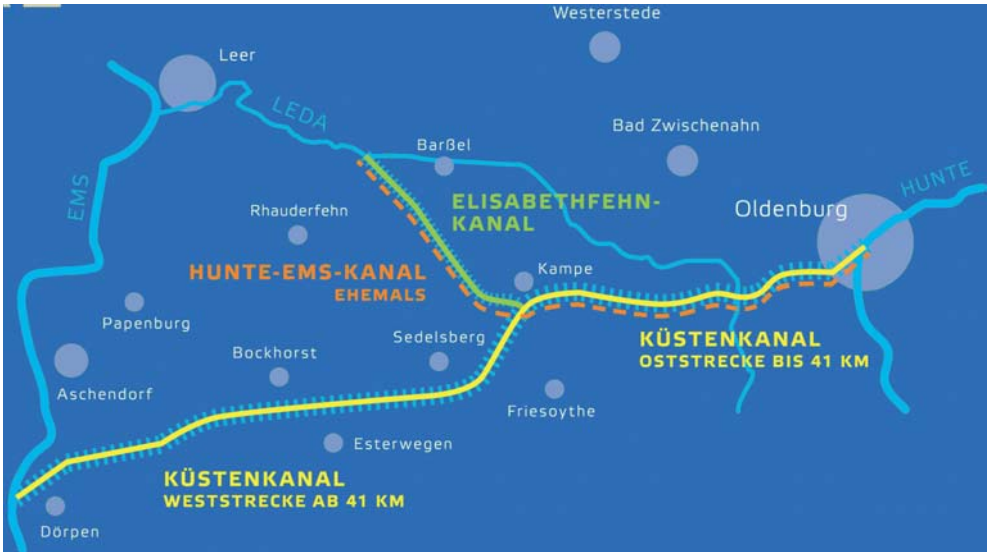 Westerstede
Leer
LEDA
Barßel
Bad Zwischenahn
EMS
ELISABETHFEHN-
KANAL
HUNTE
Rhauderfehn
Oldenburg
HUNTE-EMS-KANAL
EHEMALS
Kampe
Papenburg
Sedelsberg
KÜSTENKANAL
OSTSTRECKE BIS 41 KM
Bockhorst
Aschendorf
Friesoythe
Esterwegen
KÜSTENKANAL
WESTSTRECKE AB 41 KM
Dörpen